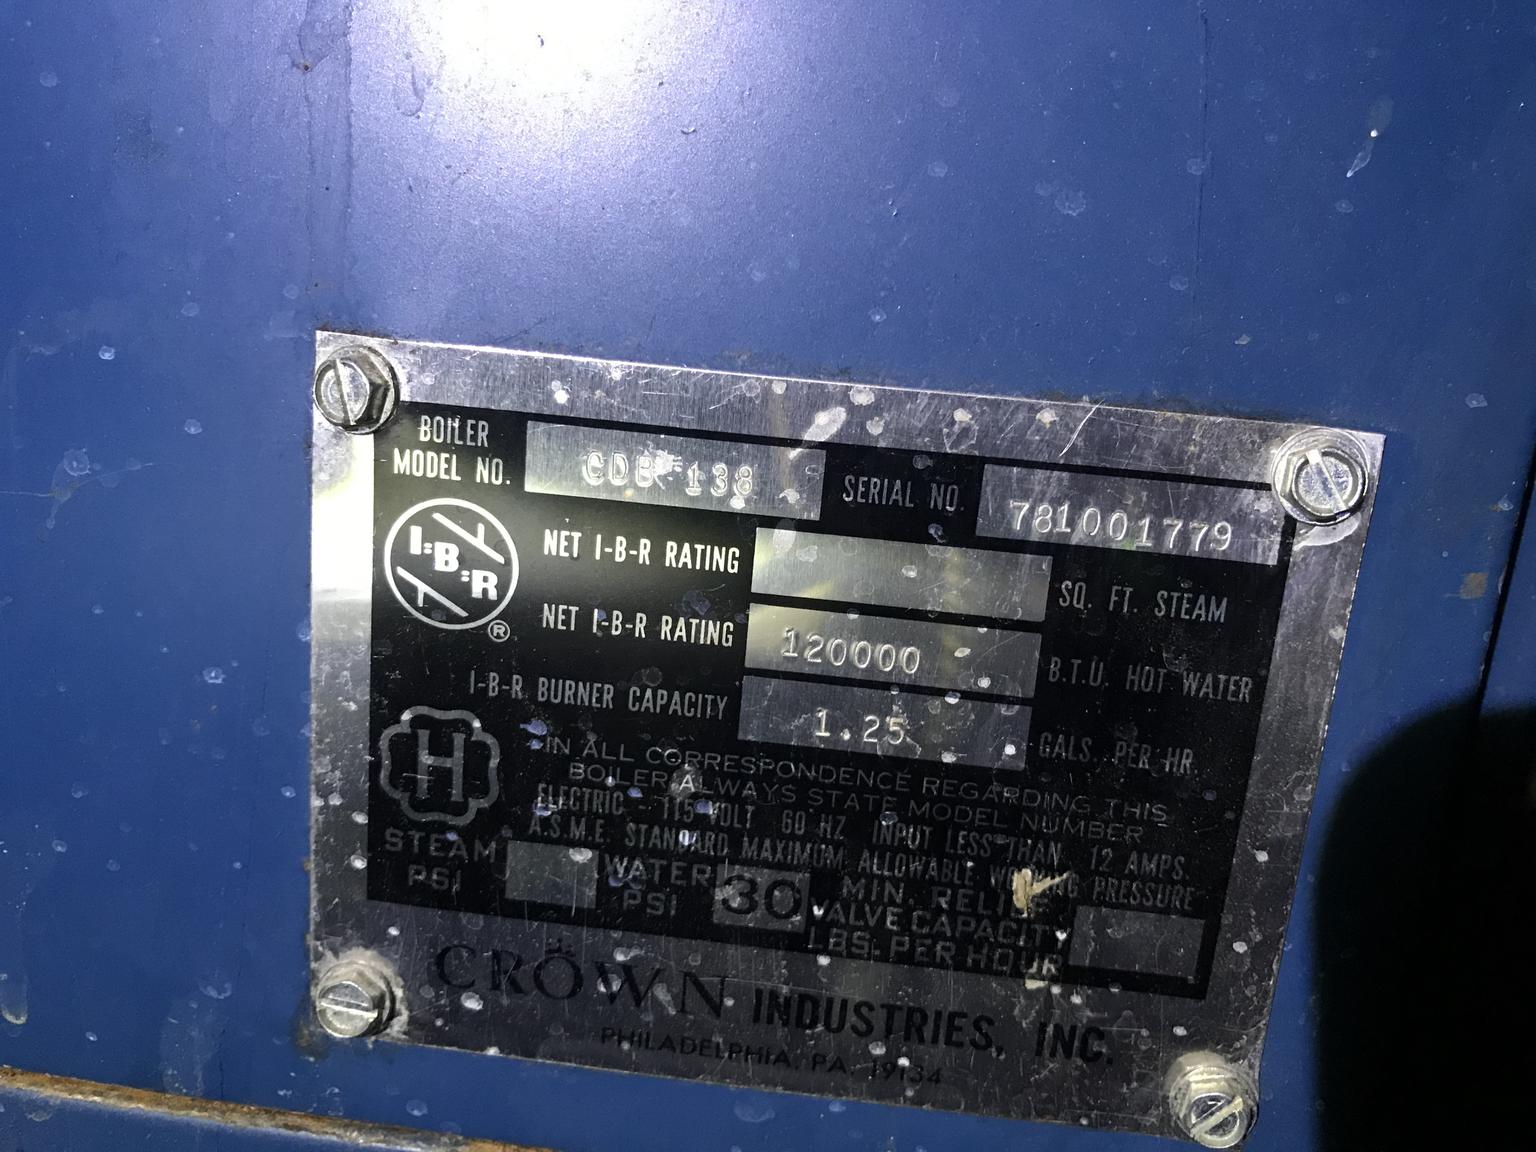 BOILER
MODEL NO. CDB-138 SERIAL NO. 781001779
I=B=R
®
NET I-B-R RATING SQ. FT. STEAM
NET I-B-R RATING 120000 B.T.U. HOT WATER
I-B-R BURNER CAPACITY 1.25 GALS. PER HR.
IN ALL CORRESPONDENCE REGARDING THIS
BOILER ALWAYS STATE MODEL NUMBER
ELECTRIC - 115 VOLT 60 HZ INPUT LESS THAN 12 AMPS.
A.S.M.E. STANDARD MAXIMUM ALLOWABLE WORKING PRESSURE
H
STEAM
PSI
WATER
PSI 30
MIN. RELIEF
VALVE CAPACITY
LBS. PER HOUR
CROWN INDUSTRIES, INC.
PHILADELPHIA, PA. 19134